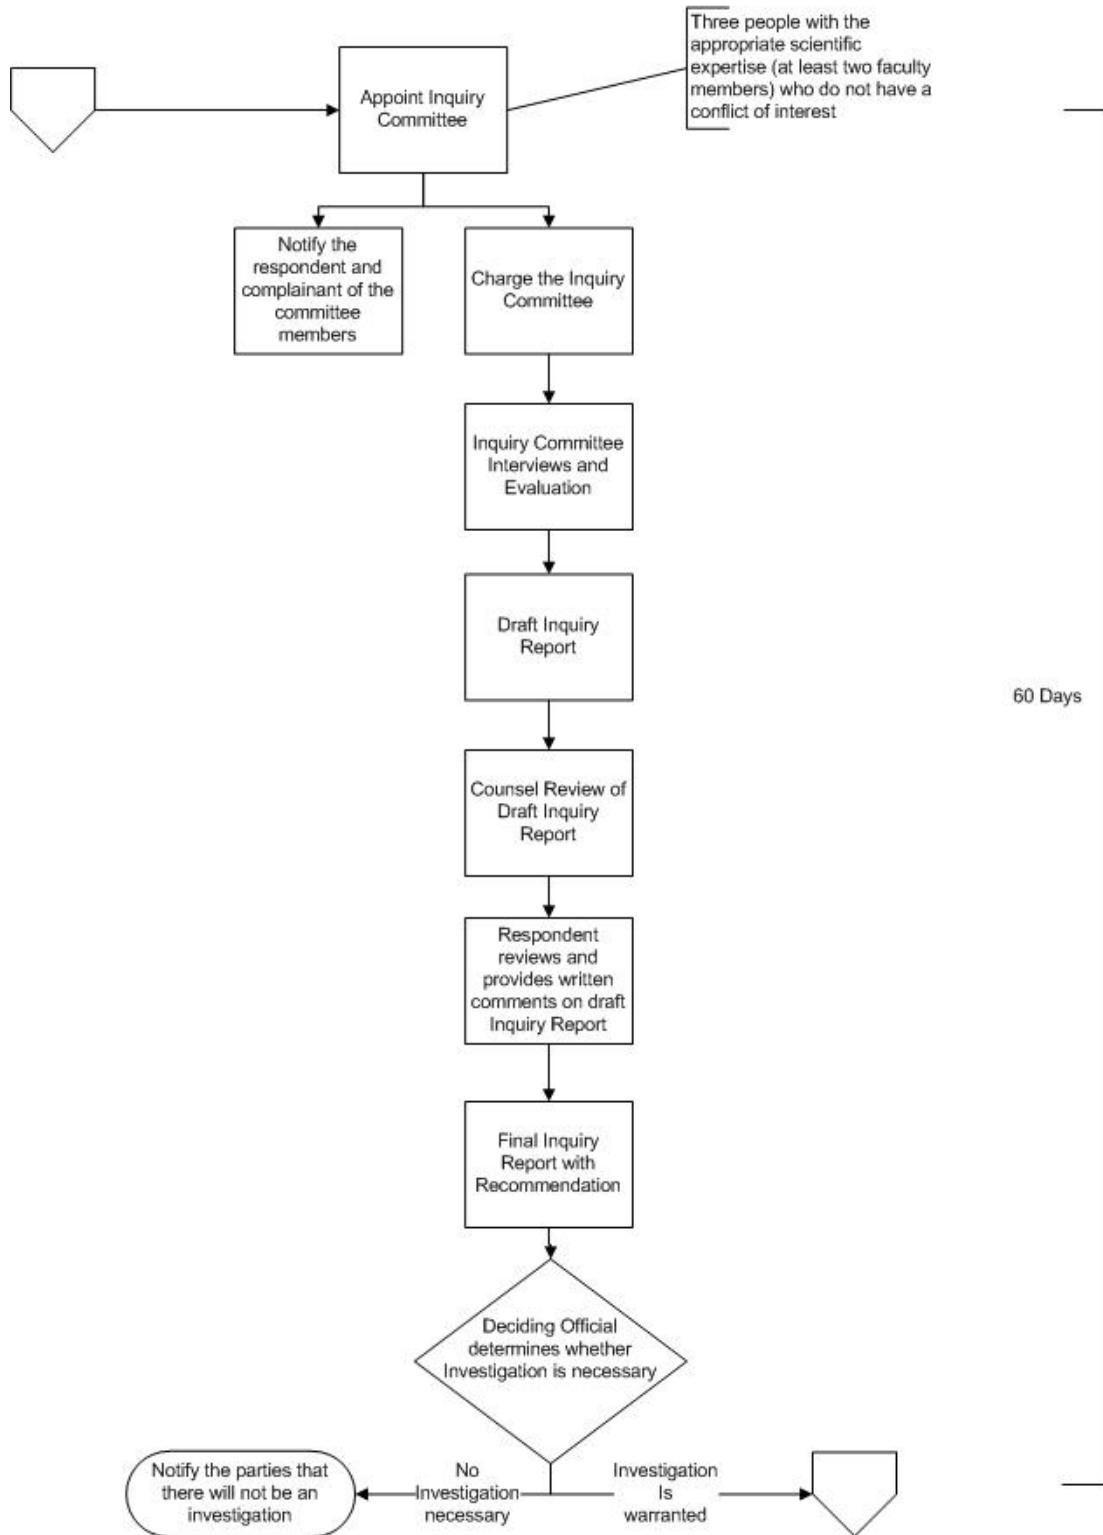 Three people with the
appropriate scientific
expertise (at least two faculty
members) who do not have a
conflict of interest
Appoint Inquiry
Committee
Notify the
respondent and
complainant of the
committee
members
Charge the Inquiry
Committee
Inquiry Committee
Interviews and
Evaluation
Draft Inquiry
Report
60 Days
Counsel Review of
Draft Inquiry
Report
Respondent
reviews and
provides written
comments on draft
Inquiry Report
Final Inquiry
Report with
Recommendation
Deciding Official
determines whether
Investigation is necessary
Notify the parties that
there will not be an
investigation
No
Investigation
necessary
Investigation
Is
warranted